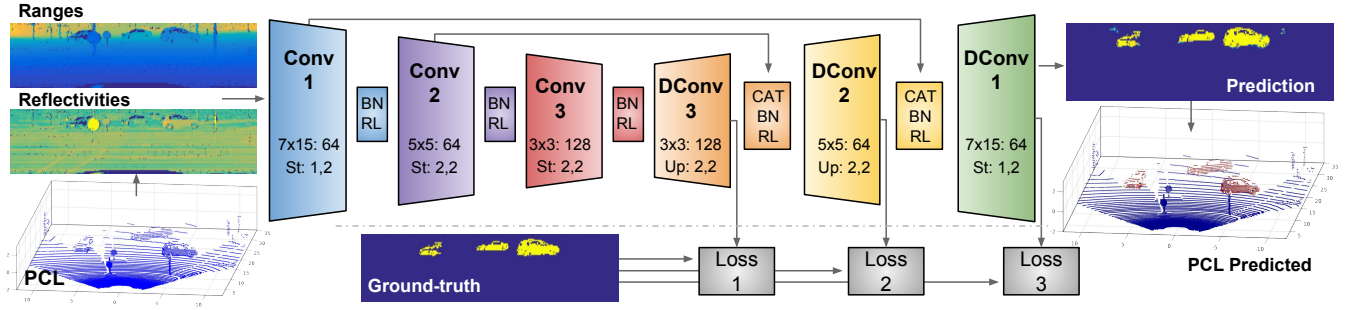 Ranges
Reflectivities
PCL
Conv
1
7x15: 64
St: 1,2
BN
RL
Conv
2
5x5: 64
St: 2,2
BN
RL
Conv
3
3x3: 128
St: 2,2
BN
RL
DConv
3
3x3: 128
Up: 2,2
CAT
BN
RL
DConv
2
5x5: 64
Up: 2,2
CAT
BN
RL
DConv
1
7x15: 64
St: 1,2
Prediction
PCL Predicted
Ground-truth
Loss
1
Loss
2
Loss
3